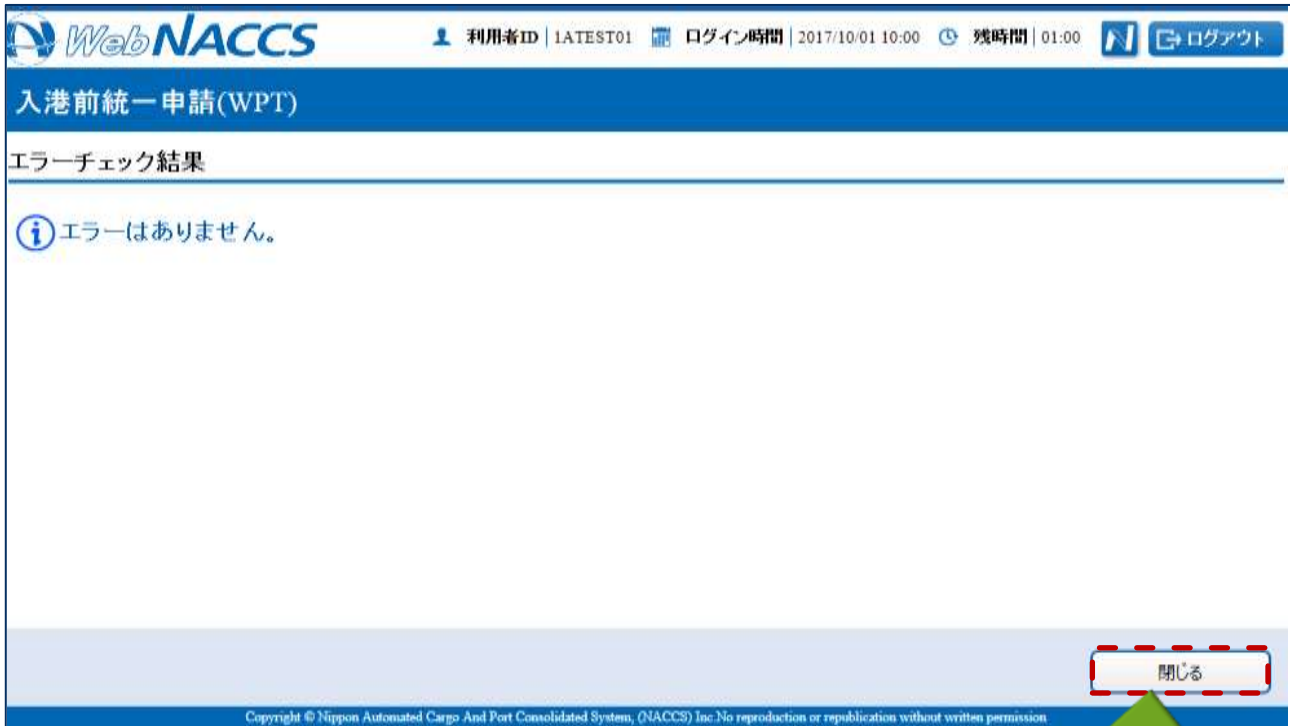 WebNACCS 利用者ID 1ATEST01 ログイン時間 2017/10/01 10:00 残時間 01:00 N ログアウト
入港前統一申請(WPT)
エラーチェック結果
エラーはありません。
閉じる
Copyright © Nippon Automated Cargo And Port Consolidated System, (NACCS) Inc.No reproduction or republication without written permission